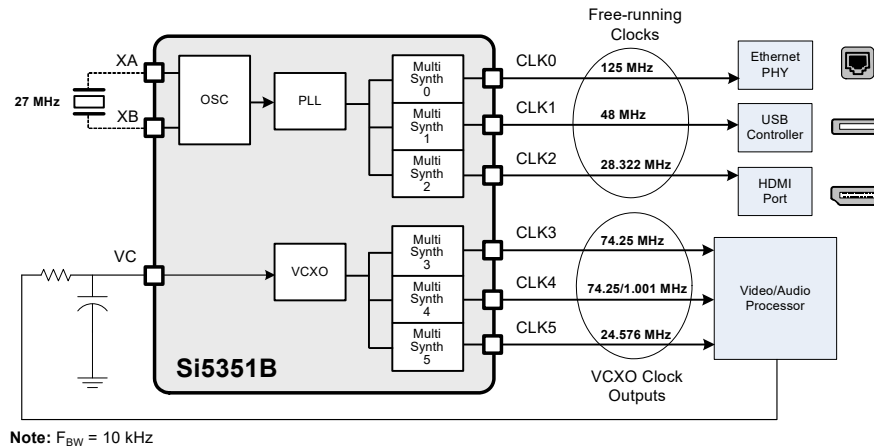 Free-running
Clocks
XA
XB
27 MHz
OSC
PLL
Multi
Synth
0
Multi
Synth
1
Multi
Synth
2
CLK0
125 MHz
Ethernet
PHY
CLK1
48 MHz
USB
Controller
CLK2
28.322 MHz
HDMI
Port
VC
VCXO
Multi
Synth
3
Multi
Synth
4
Multi
Synth
5
CLK3
74.25 MHz
CLK4
74.25/1.001 MHz
CLK5
24.576 MHz
Video/Audio
Processor
Si5351B
VCXO Clock
Outputs
Note: FBW = 10 kHz